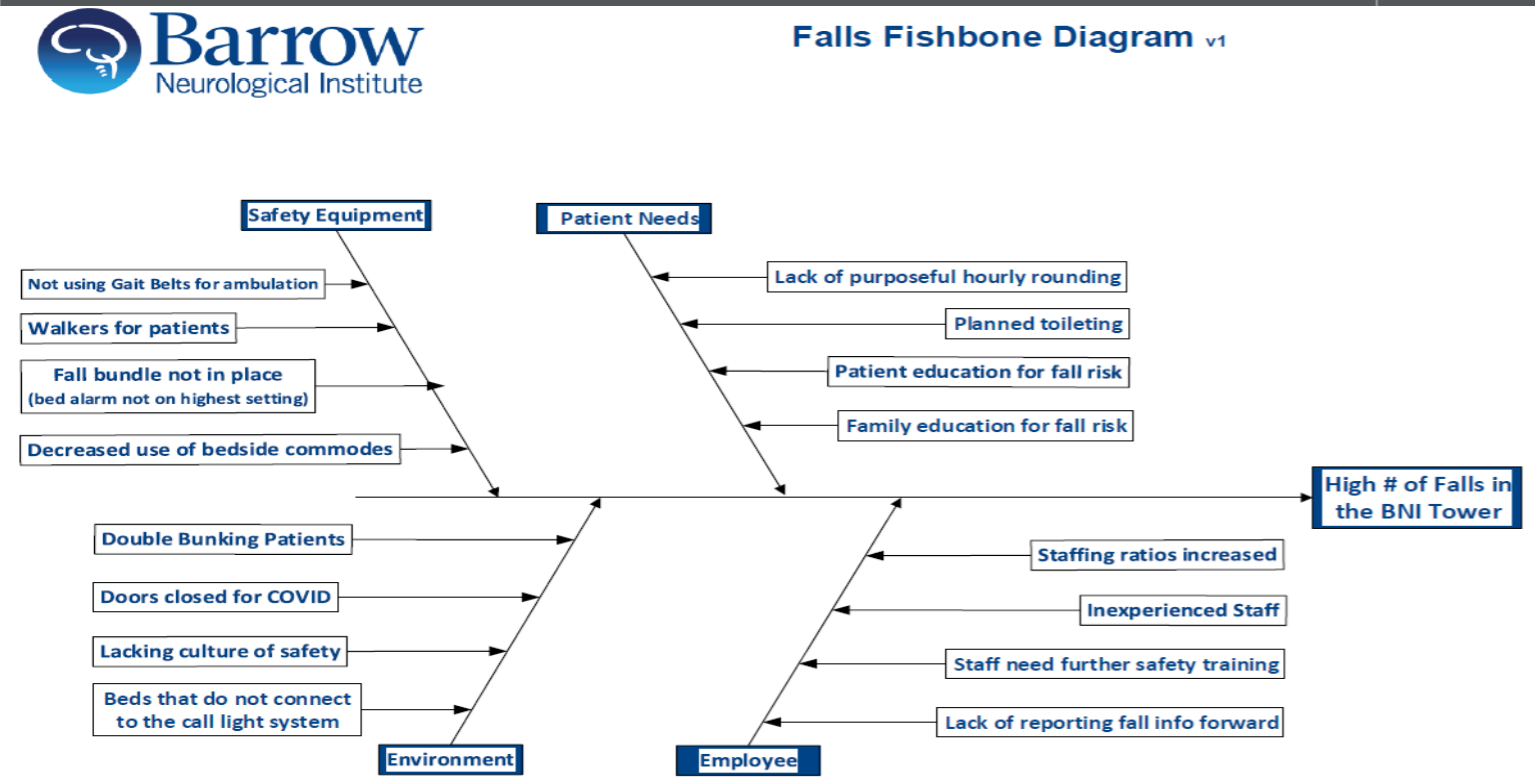 Barrow
Neurological Institute
Falls Fishbone Diagram v1
Safety Equipment
Not using Gait Belts for ambulation
Walkers for patients
Fall bundle not in place
(bed alarm not on highest setting)
Decreased use of bedside commodes
Patient Needs
Lack of purposeful hourly rounding
Planned toileting
Patient education for fall risk
Family education for fall risk
High # of Falls in
the BNI Tower
Double Bunking Patients
Doors closed for COVID
Lacking culture of safety
Beds that do not connect
to the call light system
Environment
Staffing ratios increased
Inexperienced Staff
Staff need further safety training
Lack of reporting fall info forward
Employee